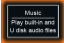 Music
Play built-in and
U disk audio files